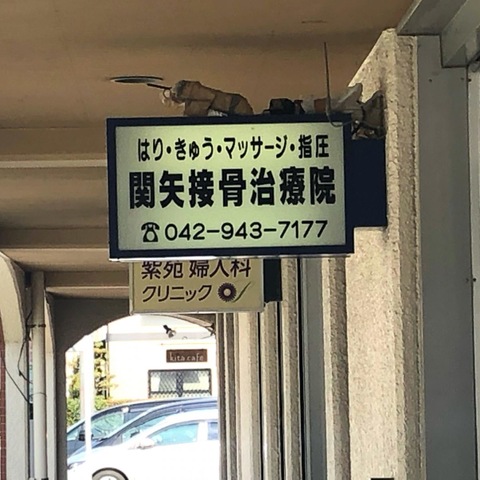 はり・きゅう・マッサージ・指圧
関矢接骨治療院
☎042-943-7177
紫苑 婦人科
クリニック
kita cafe